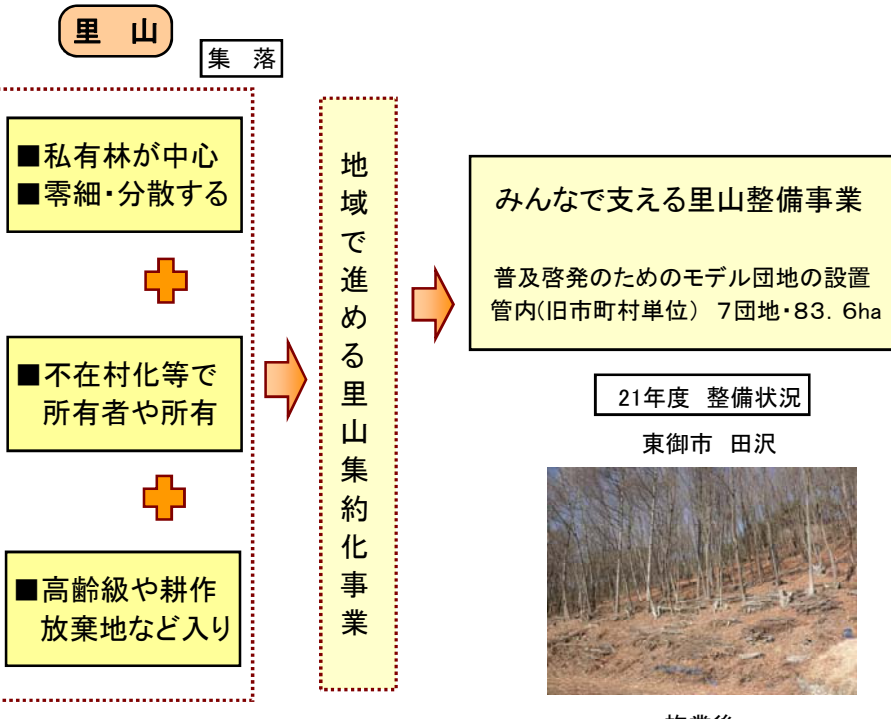 里 山
集 落
■私有林が中心
■零細・分散する
■不在村化等で
所有者や所有
■高齢級や耕作
放棄地など入り
地域で進める里山集約化事業
みんなで支える里山整備事業
普及啓発のためのモデル団地の設置
管内(旧市町村単位) 7団地・83.6ha
21年度 整備状況
東御市 田沢